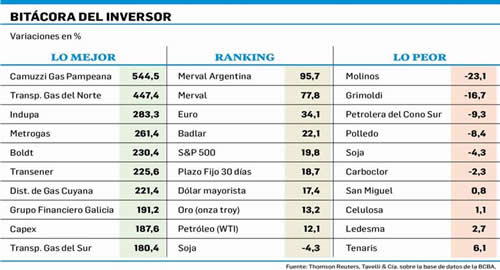 BITÁCORA DEL INVERSOR
Variaciones en %
LO MEJOR RANKING LO PEOR
Camuzzi Gas Pampeana 544,5 Merval Argentina 95,7 Molinos -23,1
Transp. Gas del Norte 447,4 Merval 77,8 Grimoldi -16,7
Indupa 283,3 Euro 34,1 Petrolera del Cono Sur -9,3
Metrogas 261,4 Badlar 22,1 Polledo -8,4
Boldt 230,4 S&P 500 19,8 Soja -4,3
Transener 225,6 Plazo Fijo 30 días 18,7 Carboclor -2,3
Dist. de Gas Cuyana 221,4 Dólar mayorista 17,4 San Miguel 0,8
Grupo Financiero Galicia 191,2 Oro (onza troy) 13,2 Celulosa 1,1
Capex 187,6 Petróleo (WTI) 12,1 Ledesma 2,7
Transp. Gas del Sur 180,4 Soja -4,3 Tenaris 6,1
Fuente: Thomson Reuters, Tavelli & Cía. sobre la base de datos de la BCBA,